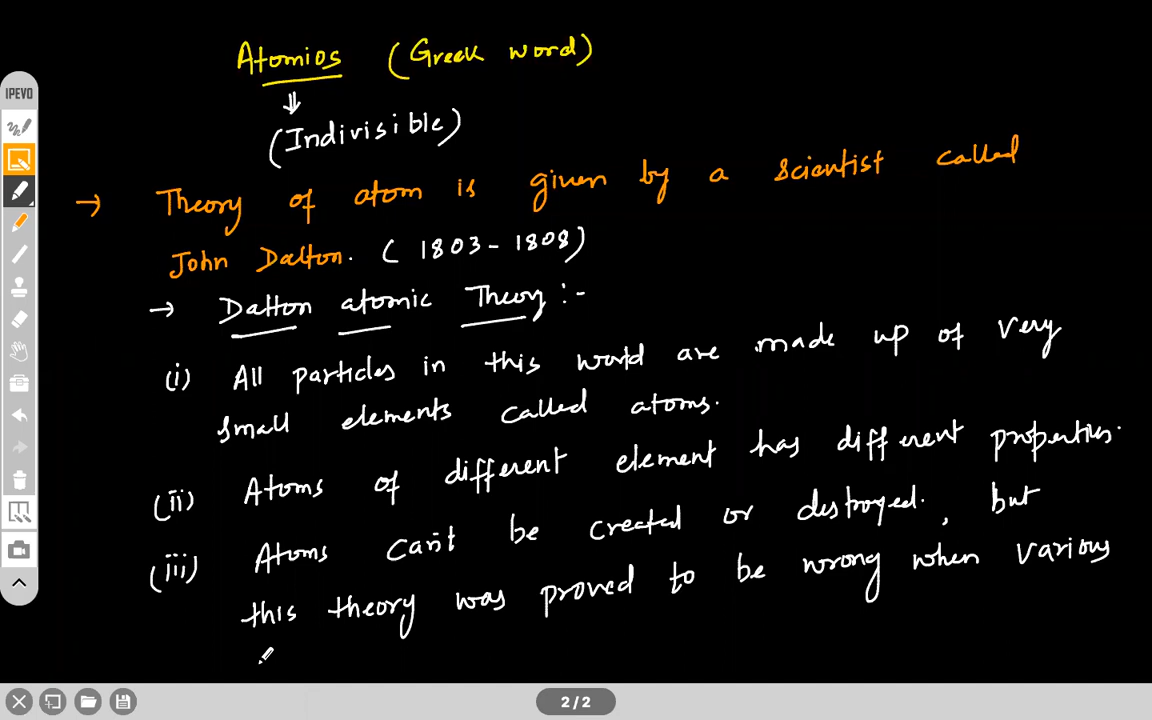 Atomios (Greek word)
(Indivisible)
IPEVO
→ Theory of atom is given by a scientist called
John Dalton. (1803-1808)
→ Dalton atomic Theory :-
(i) All particles in this world are made up of very
small elements called atoms.
(ii) Atoms of different element has different properties.
(iii) Atoms can't be created or destroyed. , but
this theory was proved to be wrong when various
2/2